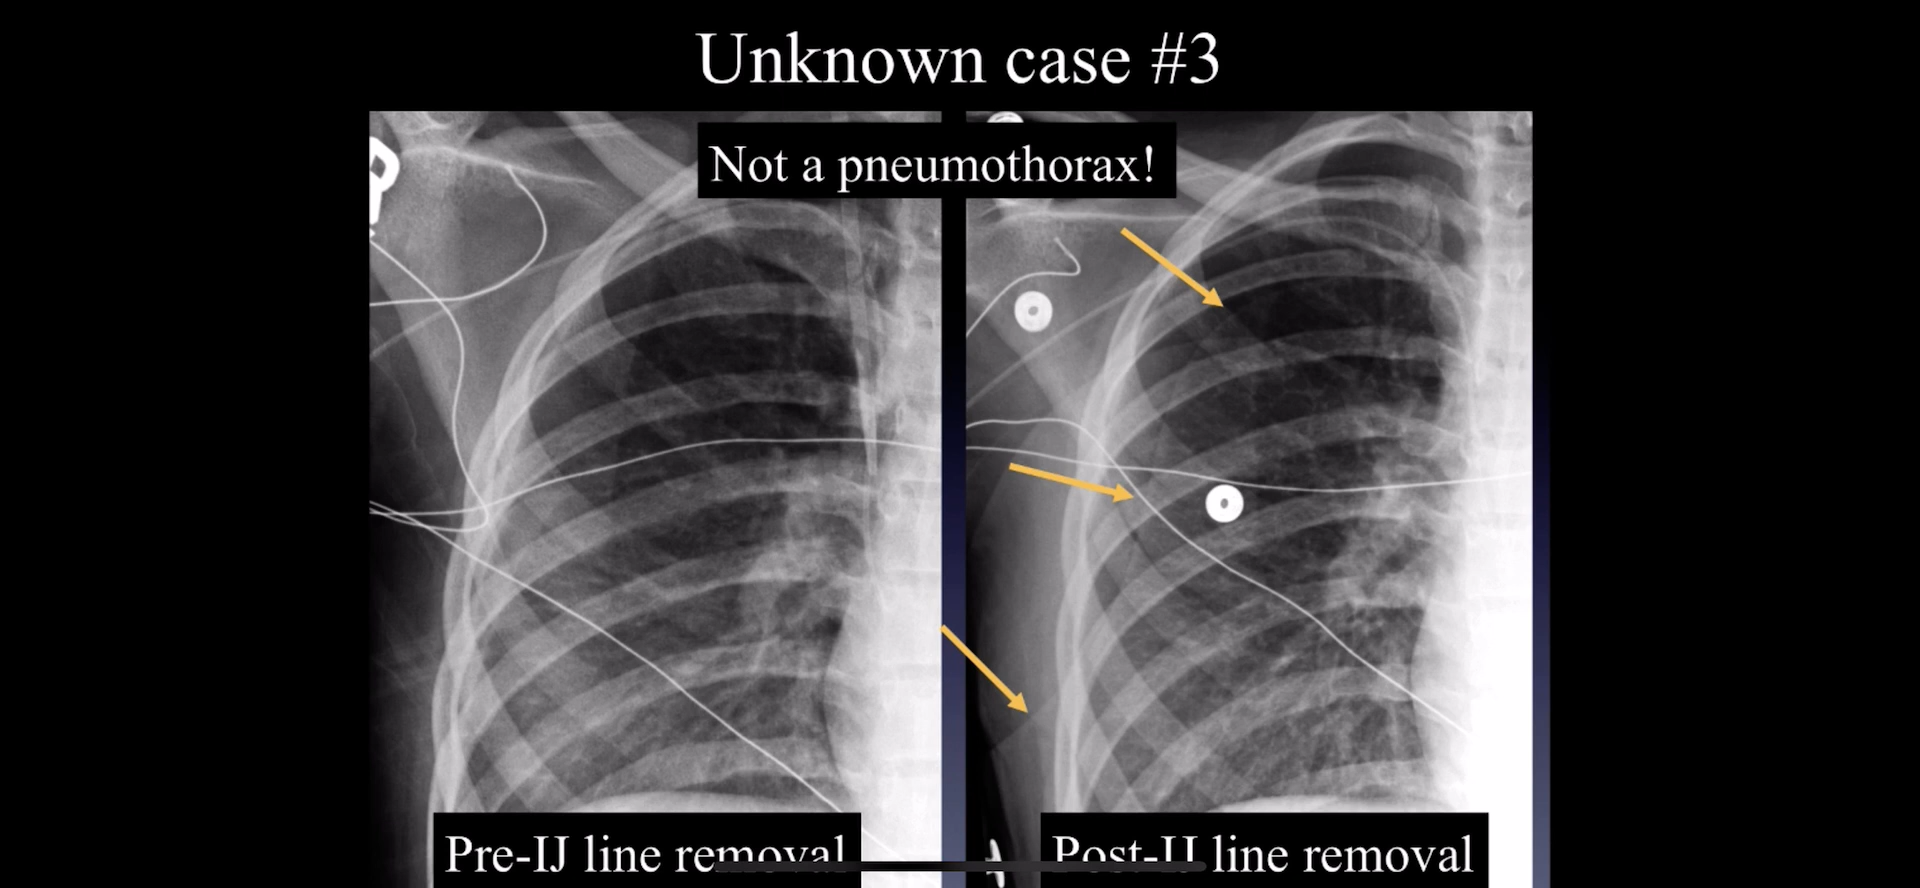 Unknown case #3
Not a pneumothorax!
Pre-IJ line removal
Post-IJ line removal